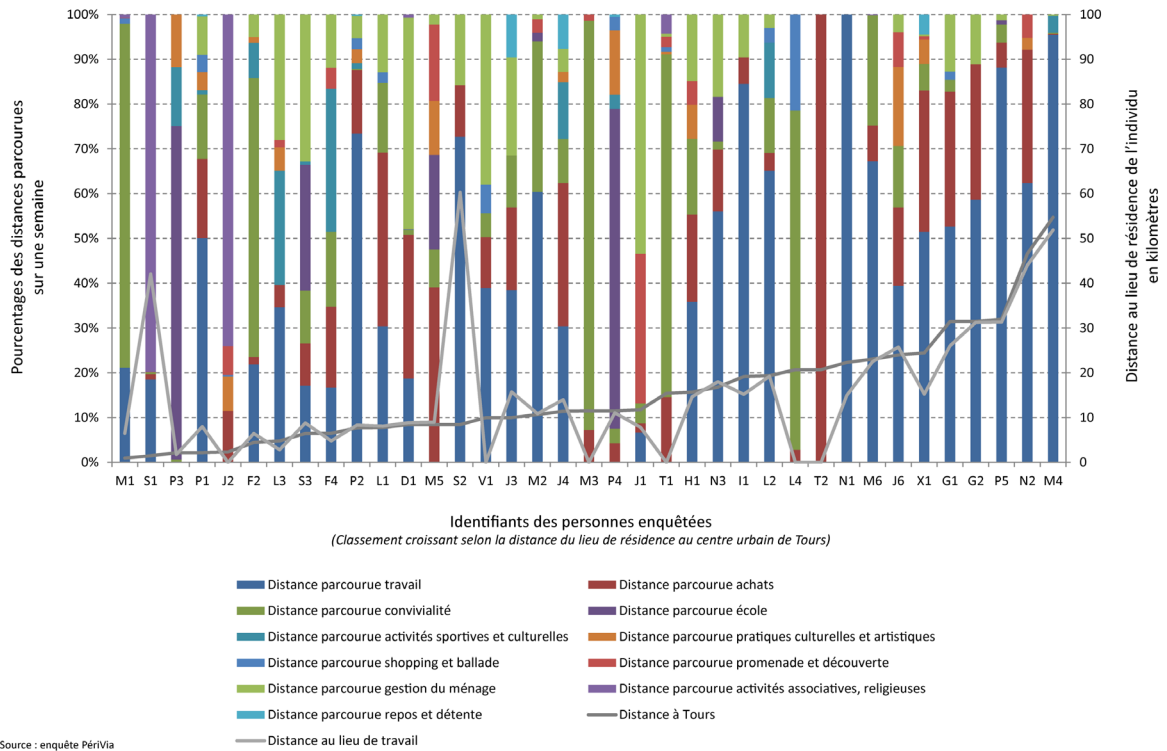 Pourcentages des distances parcourues
sur une semaine
100%
90%
80%
70%
60%
50%
40%
30%
20%
10%
0%
100
90
80
70
60
50
40
30
20
10
0
Distance au lieu de résidence de l'individu
en kilomètres
M1 S1 P3 P1 J2 F2 L3 S3 F4 P2 L1 D1 M5 S2 V1 J3 M2 J4 M3 P4 J1 T1 H1 N3 I1 L2 L4 T2 N1 M6 J6 X1 G1 G2 P5 N2 M4
Identifiants des personnes enquêtées
(Classement croissant selon la distance du lieu de résidence au centre urbain de Tours)
Distance parcourue travail
Distance parcourue achats
Distance parcourue convivialité
Distance parcourue école
Distance parcourue activités sportives et culturelles
Distance parcourue pratiques culturelles et artistiques
Distance parcourue shopping et ballade
Distance parcourue promenade et découverte
Distance parcourue gestion du ménage
Distance parcourue activités associatives, religieuses
Distance parcourue repos et détente
Distance à Tours
Distance au lieu de travail
Source : enquête PériVia